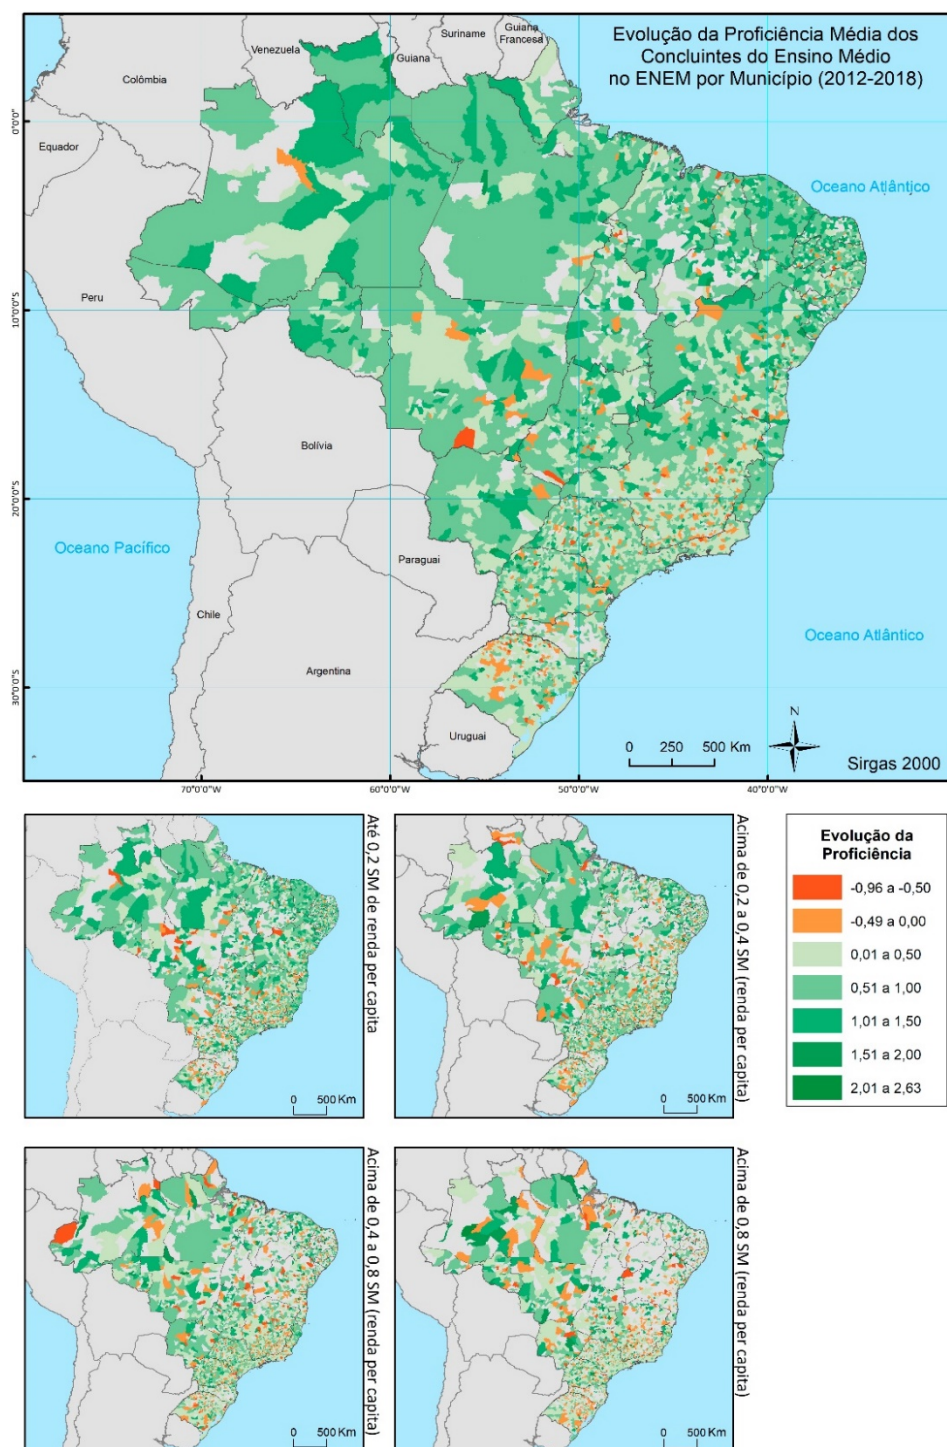 Evolução da Proficiência Média dos
Concluintes do Ensino Médio
no ENEM por Município (2012-2018)
Suriname
Guiana
Francesa
Venezuela
Guiana
Colômbia
0°0'0"
Equador
Oceano Atlântico
Peru
10°0'0"S
Bolívia
20°0'0"S
Oceano Pacífico
Paraguai
Chile
Oceano Atlântico
Argentina
30°0'0"S
Uruguai
N
0 250 500 Km
Sirgas 2000
70°0'0"W 60°0'0"W 50°0'0"W 40°0'0"W
Até 0,2 SM de renda per capita
0 500 Km
Acima de 0,2 a 0,4 SM (renda per capita)
0 500 Km
Evolução da
Proficiência
-0,96 a -0,50
-0,49 a 0,00
0,01 a 0,50
0,51 a 1,00
1,01 a 1,50
1,51 a 2,00
2,01 a 2,63
Acima de 0,4 a 0,8 SM (renda per capita)
0 500 Km
Acima de 0,8 SM (renda per capita)
0 500 Km